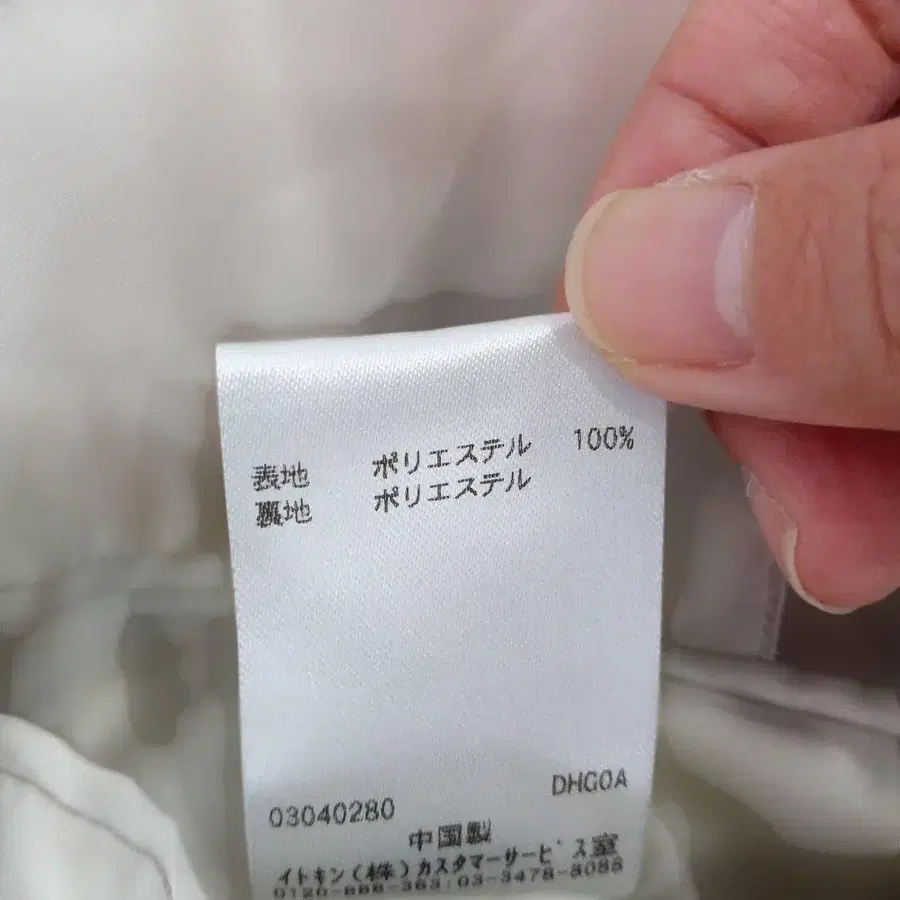 表地 ポリエステル 100%
裏地 ポリエステル
DHG0A
03040280
中国製
イトキン(株)カスタマーサービス室
0120-888-363:03-3478-8088